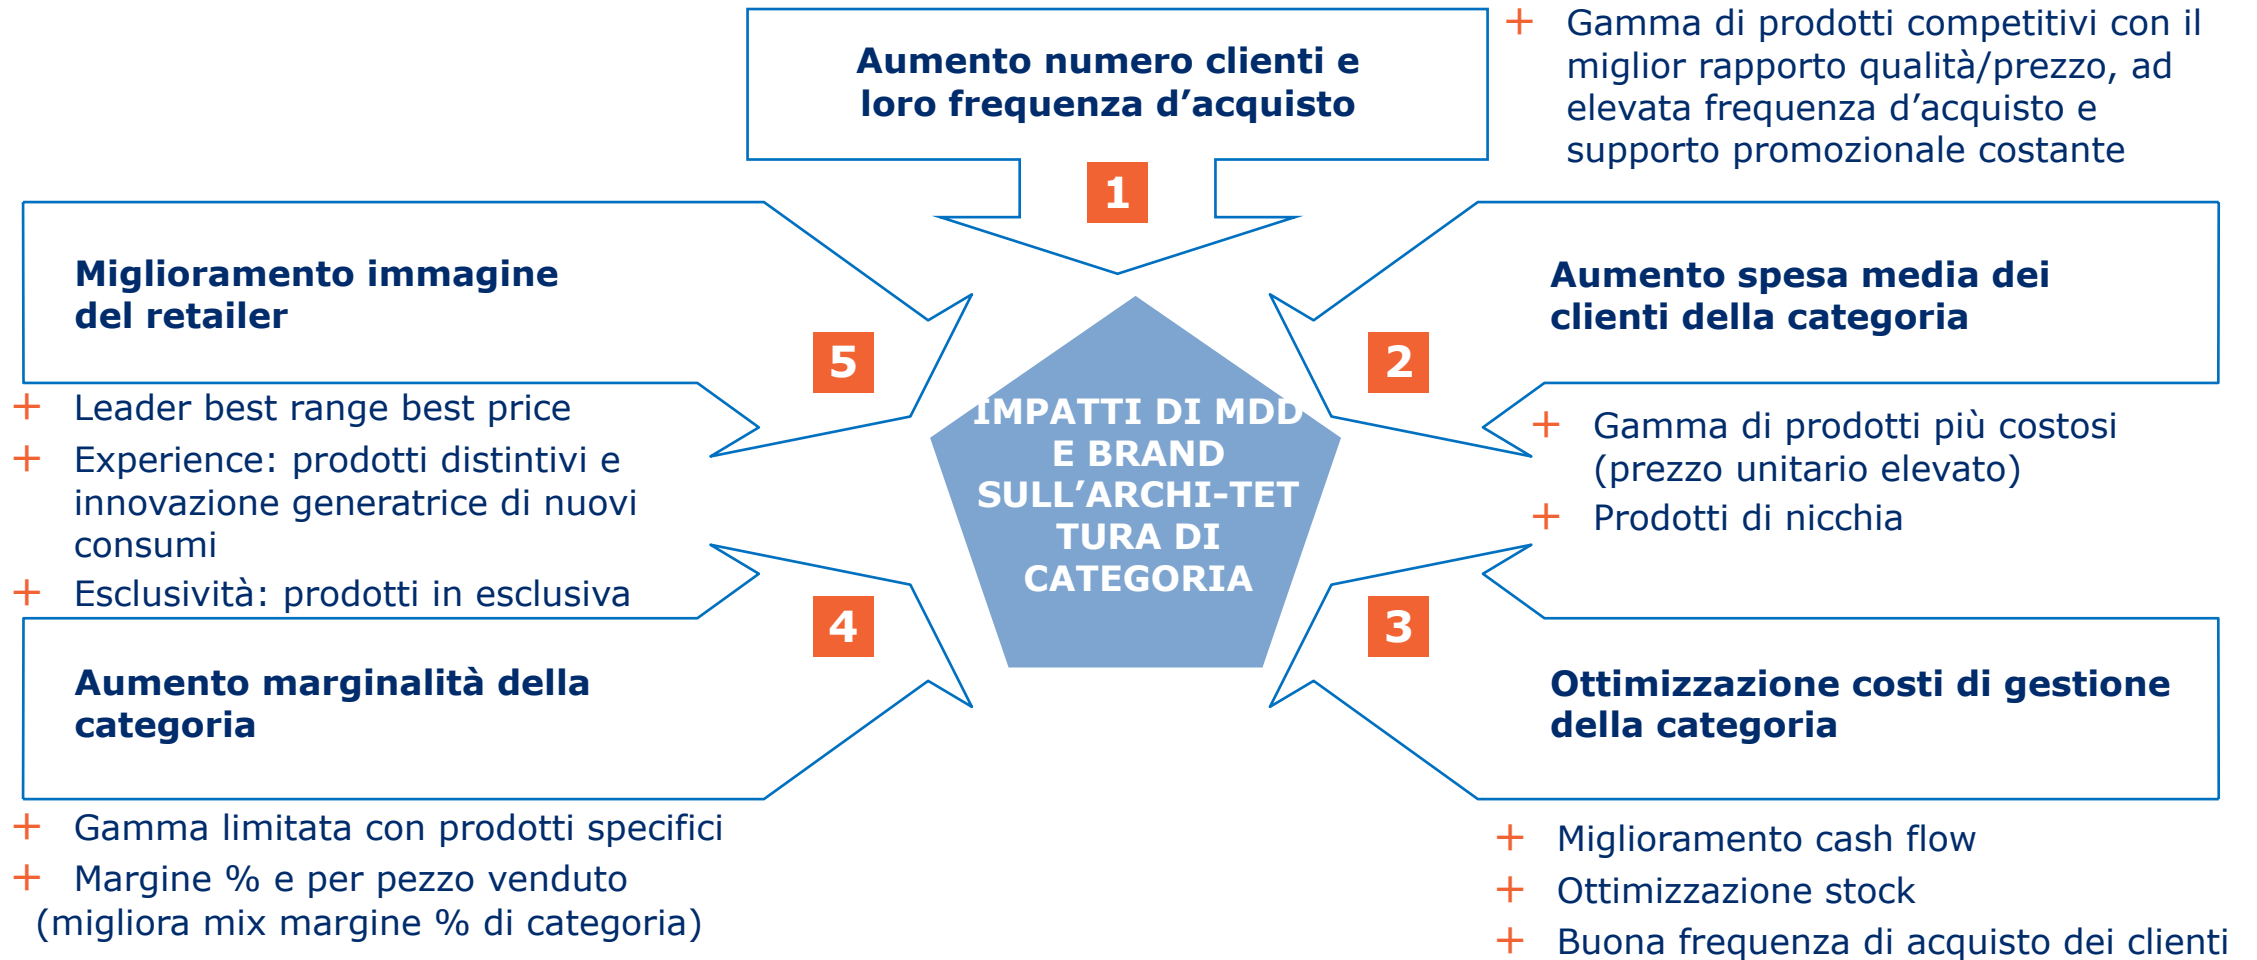 Aumento numero clienti e
loro frequenza d’acquisto
1
+ Gamma di prodotti competitivi con il
miglior rapporto qualità/prezzo, ad
elevata frequenza d’acquisto e
supporto promozionale costante
Aumento spesa media dei
clienti della categoria
2
+ Gamma di prodotti più costosi
(prezzo unitario elevato)
+ Prodotti di nicchia
Ottimizzazione costi di gestione
della categoria
3
+ Miglioramento cash flow
+ Ottimizzazione stock
+ Buona frequenza di acquisto dei clienti
Aumento marginalità della
categoria
4
+ Gamma limitata con prodotti specifici
+ Margine % e per pezzo venduto
(migliora mix margine % di categoria)
Miglioramento immagine
del retailer
5
+ Leader best range best price
+ Experience: prodotti distintivi e
innovazione generatrice di nuovi
consumi
+ Esclusività: prodotti in esclusiva
IMPATTI DI MDD
E BRAND
SULL’ARCHI-TET
TURA DI
CATEGORIA